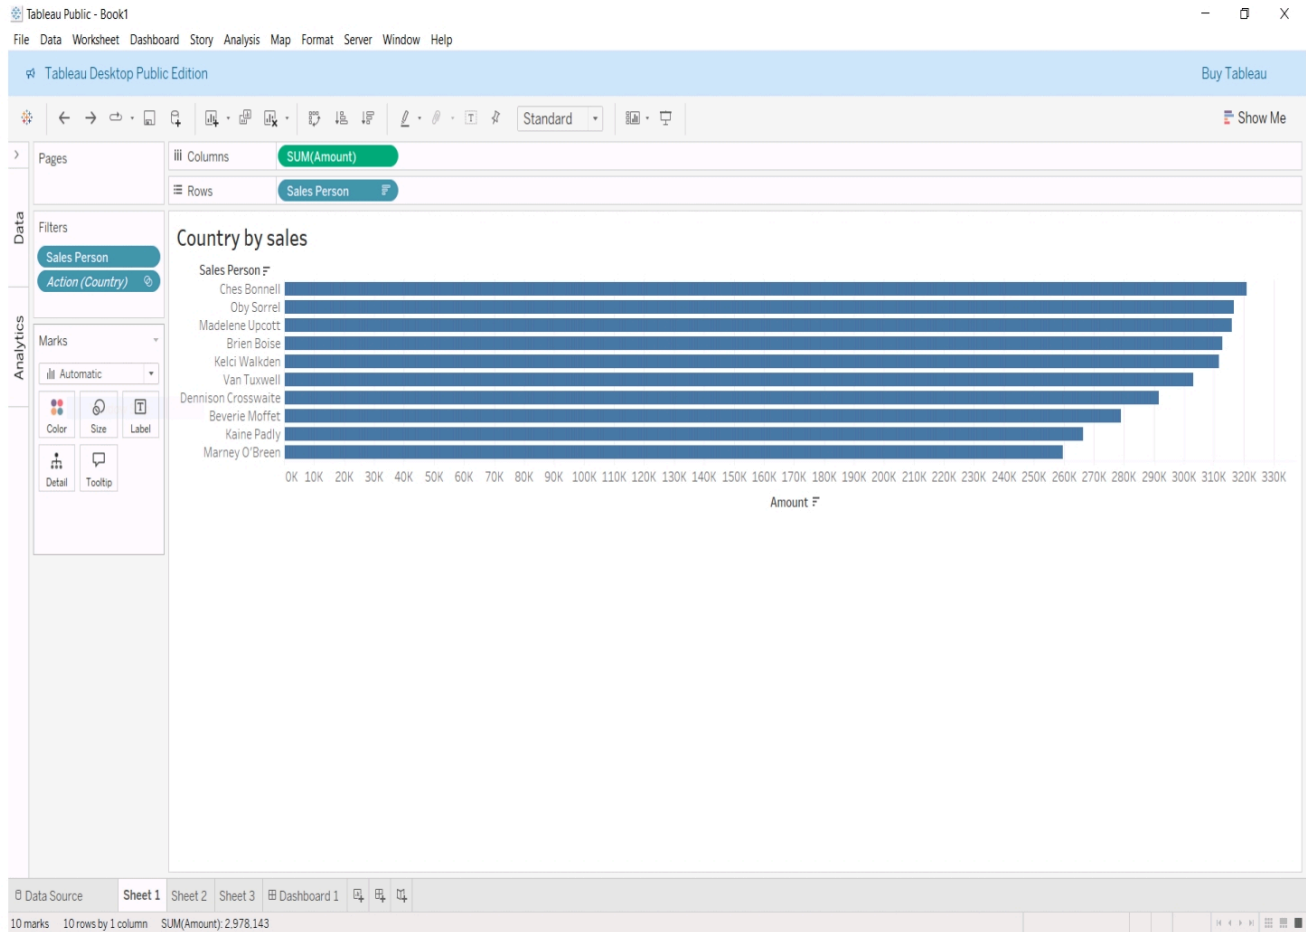 Tableau Public - Book1
File Data Worksheet Dashboard Story Analysis Map Format Server Window Help
Tableau Desktop Public Edition Buy Tableau
Standard Show Me
Pages
Columns SUM(Amount)
Rows Sales Person
Data
Analytics
Filters
Sales Person
Action (Country)
Marks
Automatic
Color Size Label
Detail Tooltip
Country by sales
Sales Person
Ches Bonnell
Oby Sorrel
Madelene Upcott
Brien Boise
Kelci Walkden
Van Tuxwell
Dennison Crosswaite
Beverie Moffet
Kaine Padly
Marney O'Breen
0K 10K 20K 30K 40K 50K 60K 70K 80K 90K 100K 110K 120K 130K 140K 150K 160K 170K 180K 190K 200K 210K 220K 230K 240K 250K 260K 270K 280K 290K 300K 310K 320K 330K
Amount
Data Source Sheet 1 Sheet 2 Sheet 3 Dashboard 1
10 marks 10 rows by 1 column SUM(Amount): 2,978,143